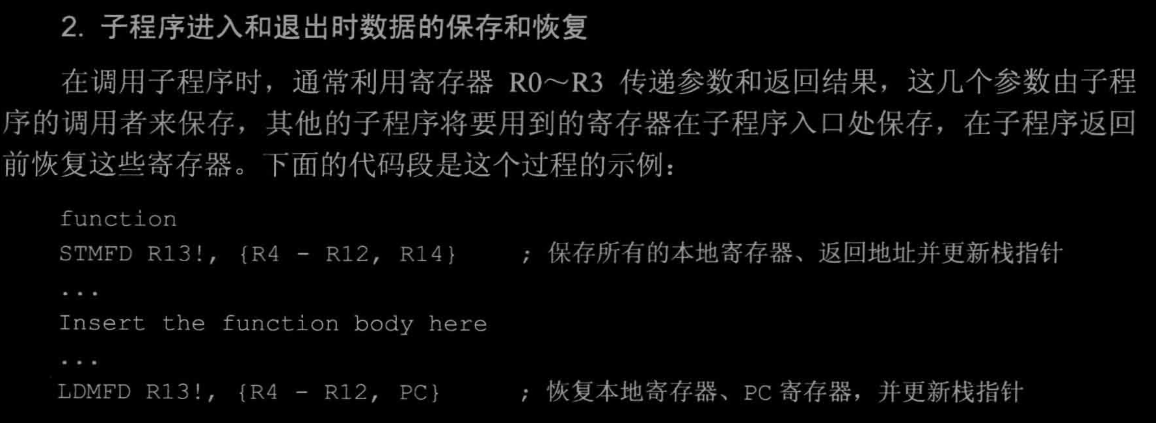 2. 子程序进入和退出时数据的保存和恢复
在调用子程序时，通常利用寄存器 R0～R3 传递参数和返回结果，这几个参数由子程
序的调用者来保存，其他的子程序将要用到的寄存器在子程序入口处保存，在子程序返回
前恢复这些寄存器。下面的代码段是这个过程的示例：
function
STMFD R13!, {R4 - R12, R14} ; 保存所有的本地寄存器、返回地址并更新栈指针
...
Insert the function body here
...
LDMFD R13!, {R4 - R12, PC} ; 恢复本地寄存器、PC 寄存器，并更新栈指针